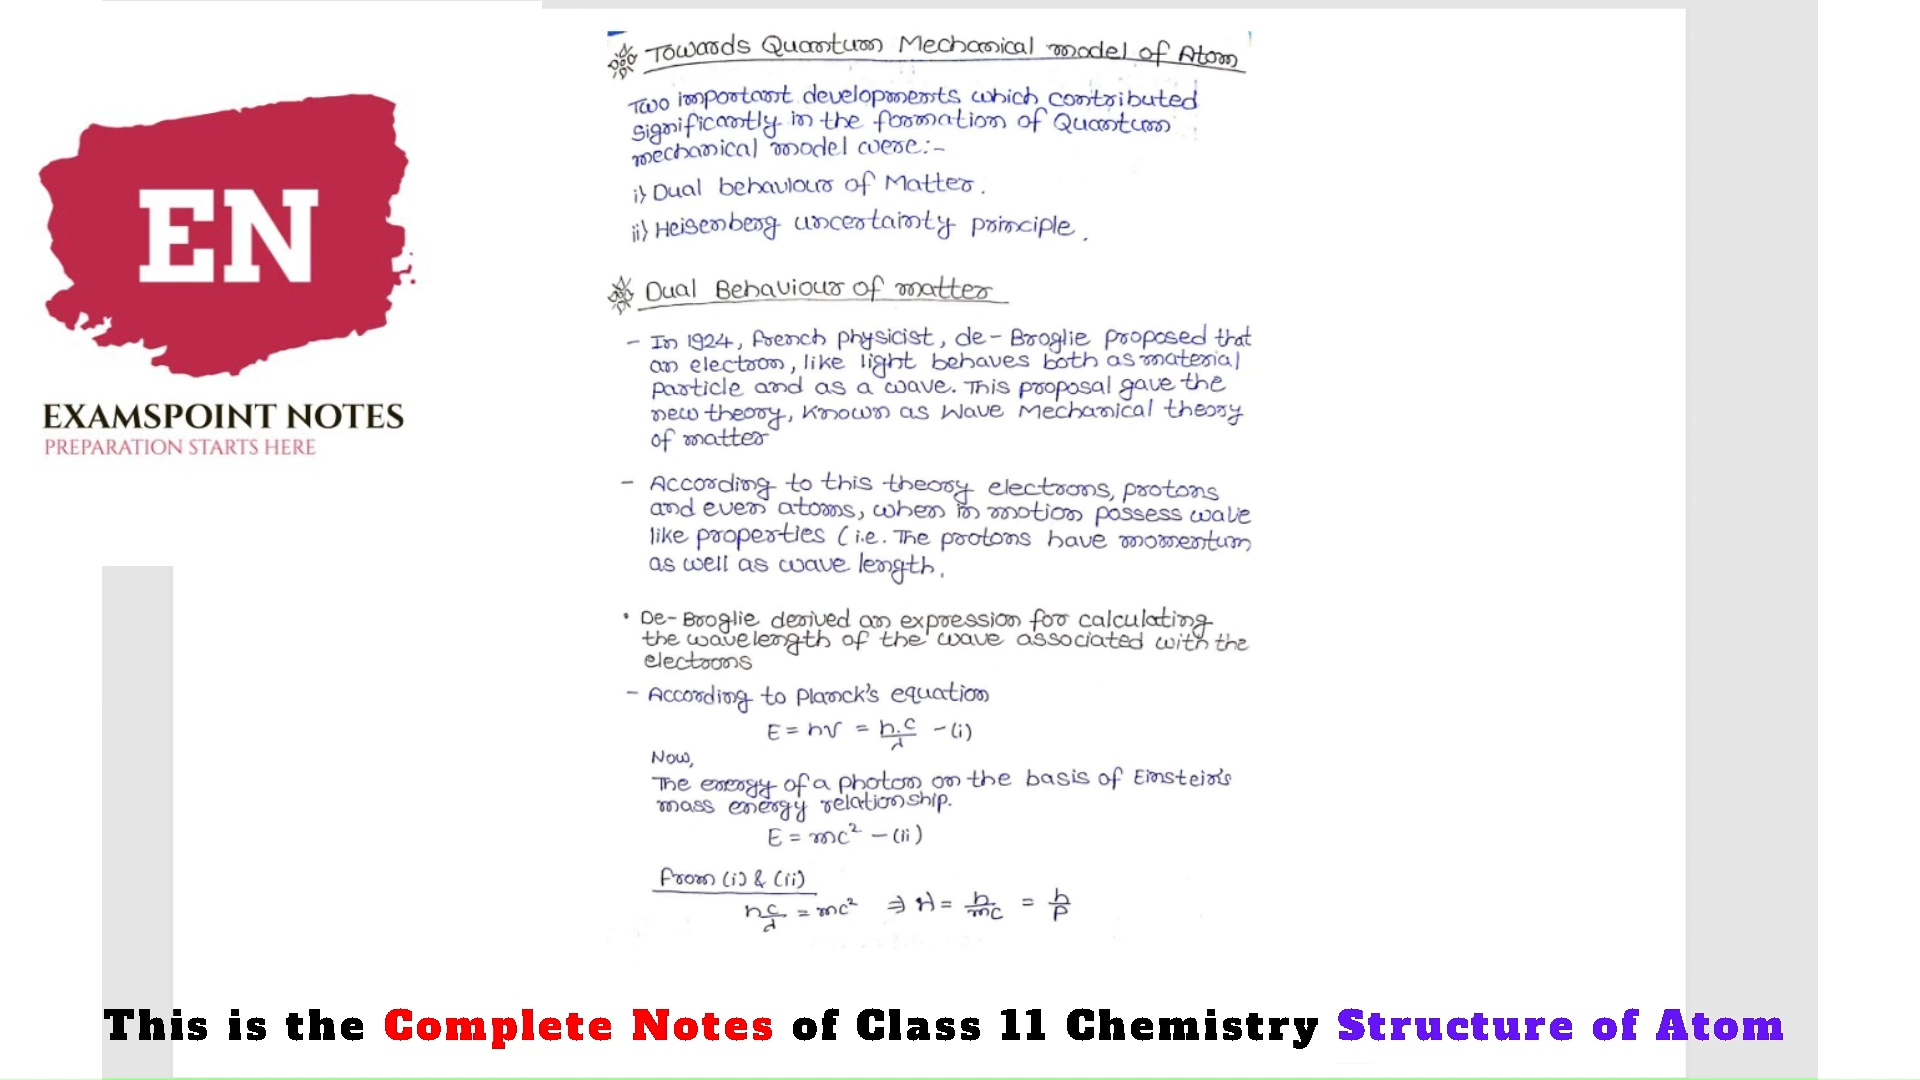 Towards Quantum Mechanical model of Atom
Two important developments which contributed
significantly in the formation of Quantum
mechanical model were:-
i) Dual behaviour of Matter.
ii) Heisenberg uncertainty principle.
Dual Behaviour of matter
- In 1924, french physicist, de-Broglie proposed that
an electron, like light behaves both as material
particle and as a wave. This proposal gave the
new theory, known as Wave Mechanical theory
of matter
- According to this theory electrons, protons
and even atoms, when in motion possess wave
like properties (i.e. The protons have momentum
as well as wave length.
• De-Broglie derived an expression for calculating
the wavelength of the wave associated with the
electrons
- According to Planck's equation
E = hν = h.c/λ -(i)
Now,
The energy of a photon on the basis of Einstein's
mass energy relationship.
E = mc² -(ii)
from (i) & (ii)
h c/λ = mc² ⇒ λ = h/mc = h/p
EN
EXAMSPOINT NOTES
PREPARATION STARTS HERE
This is the Complete Notes of Class 11 Chemistry Structure of Atom